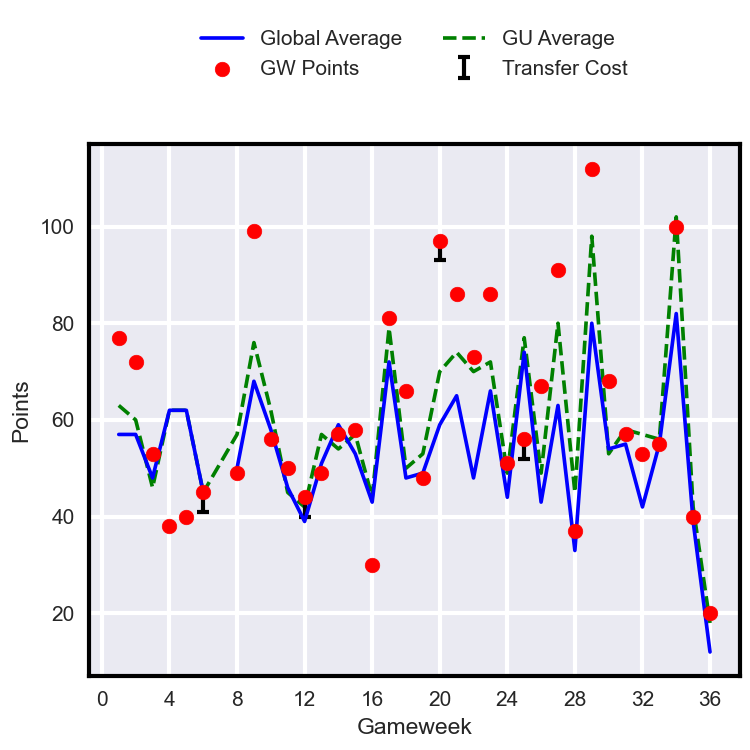 Global Average
GW Points
GU Average
Transfer Cost
100
80
60
40
20
Points
0 4 8 12 16 20 24 28 32 36
Gameweek